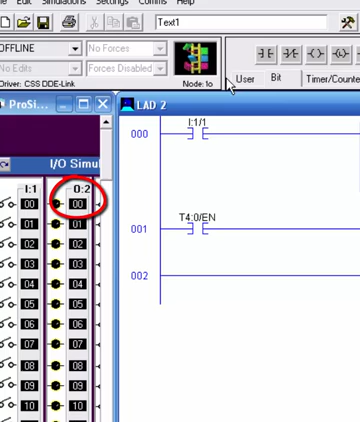 Edit Simulations Settings Comms Help
Text1
OFFLINE No Forces
No Edits Forces Disabled
Driver: CSS DDE-Link Node: 1o
User Bit Timer/Counte
ProSi...
LAD 2
I/O Simul
I:1 O:2
00 00
01 01
02 02
03 03
04 04
05 05
06 06
07 07
08 08
09 09
10 10
I:1/1
000
T4:0/EN
001
002